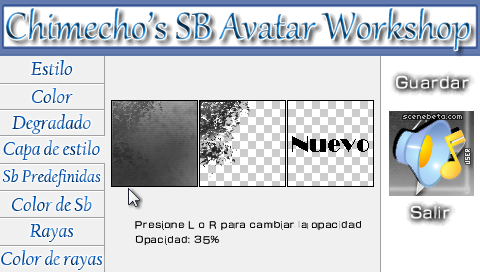 Chimecho's SB Avatar Workshop
Estilo
Color
Degradado
Capa de estilo
Sb Predefinidas
Color de Sb
Rayas
Color de rayas
Nuevo
Presione L o R para cambiar la opacidad
Opacidad: 35%
Guardar
scenebeta.com
USER
Salir